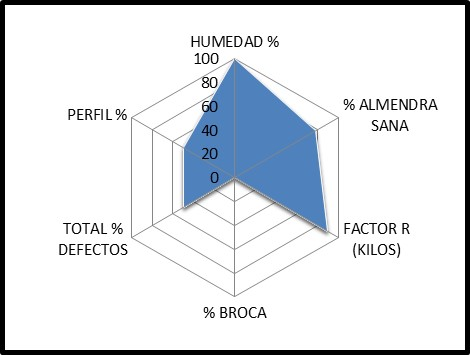 HUMEDAD %
100
80
60
40
20
0
% ALMENDRA
SANA
FACTOR R
(KILOS)
% BROCA
TOTAL %
DEFECTOS
PERFIL %